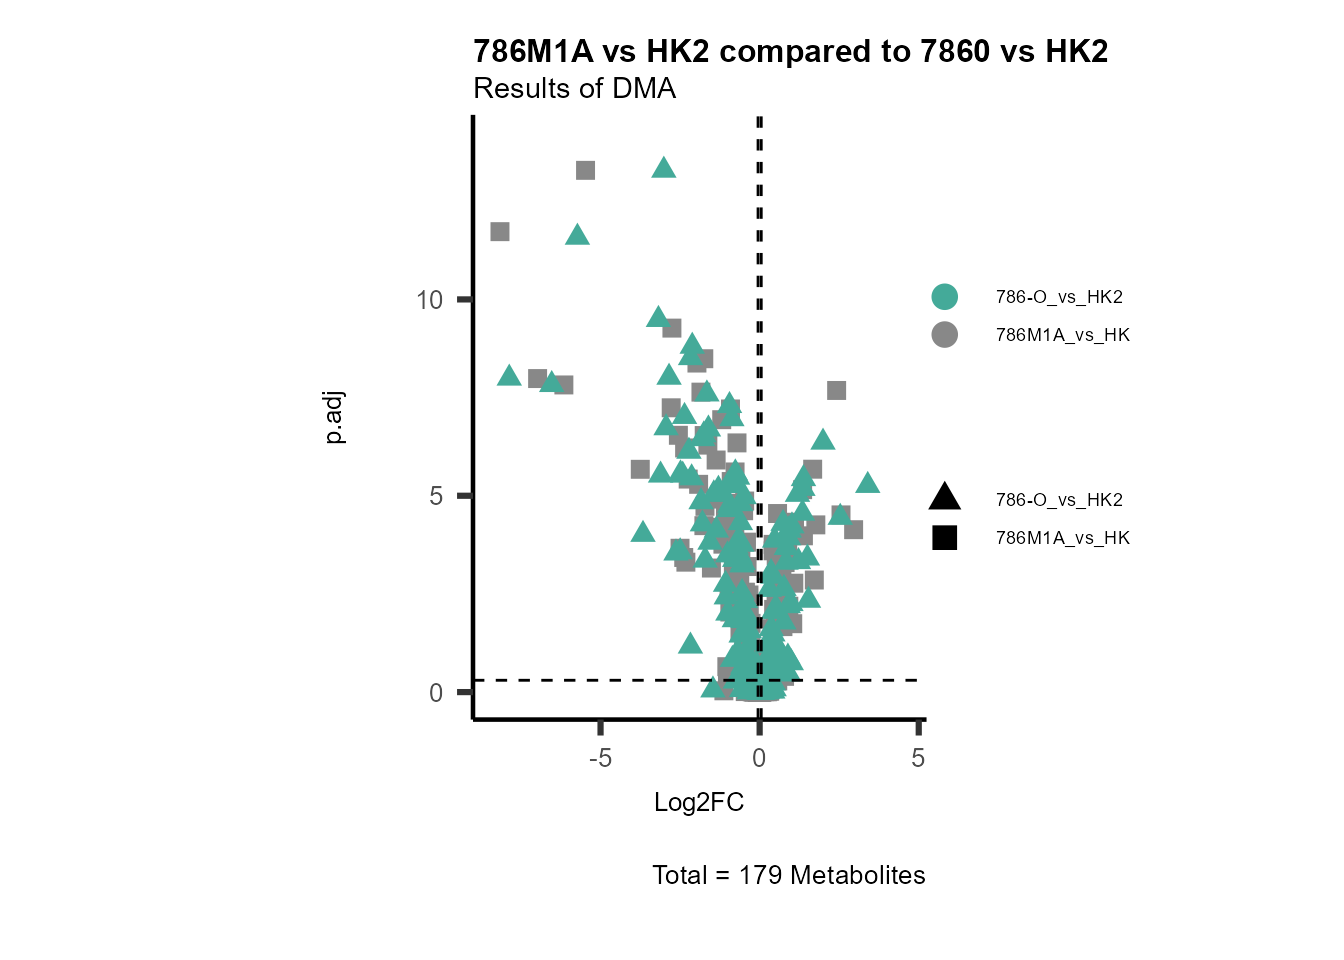 786M1A vs HK2 compared to 7860 vs HK2
Results of DMA
p.adj
10
5
0
-5
0
5
Log2FC
786-O_vs_HK2
786M1A_vs_HK
786-O_vs_HK2
786M1A_vs_HK
Total = 179 Metabolites